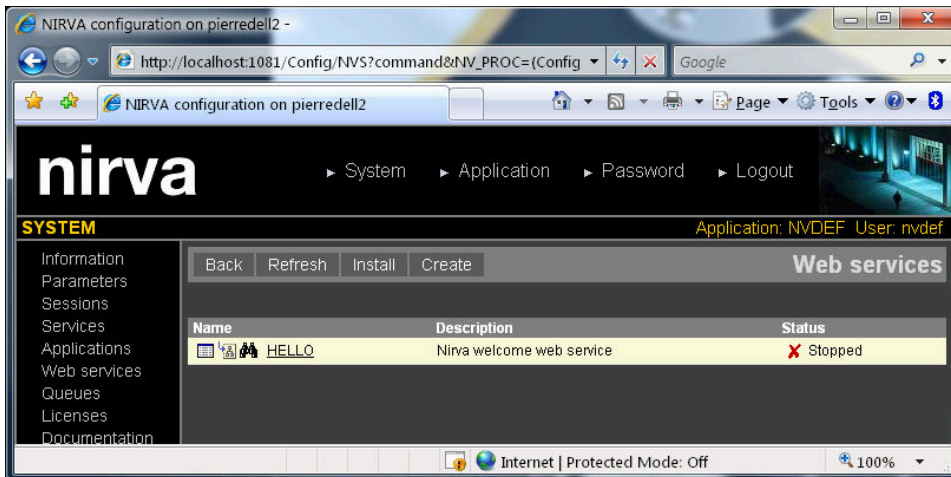 NIRVA configuration on pierredell2 -
http://localhost:1081/Config/NVS?command&NV_PROC={Config
Google
NIRVA configuration on pierredell2
Page
Tools
nirva
System
Application
Password
Logout
SYSTEM
Application: NVDEF User: nvdef
Information
Parameters
Sessions
Services
Applications
Web services
Queues
Licenses
Documentation
Back
Refresh
Install
Create
Web services
Name Description Status
HELLO Nirva welcome web service Stopped
Internet | Protected Mode: Off
100%